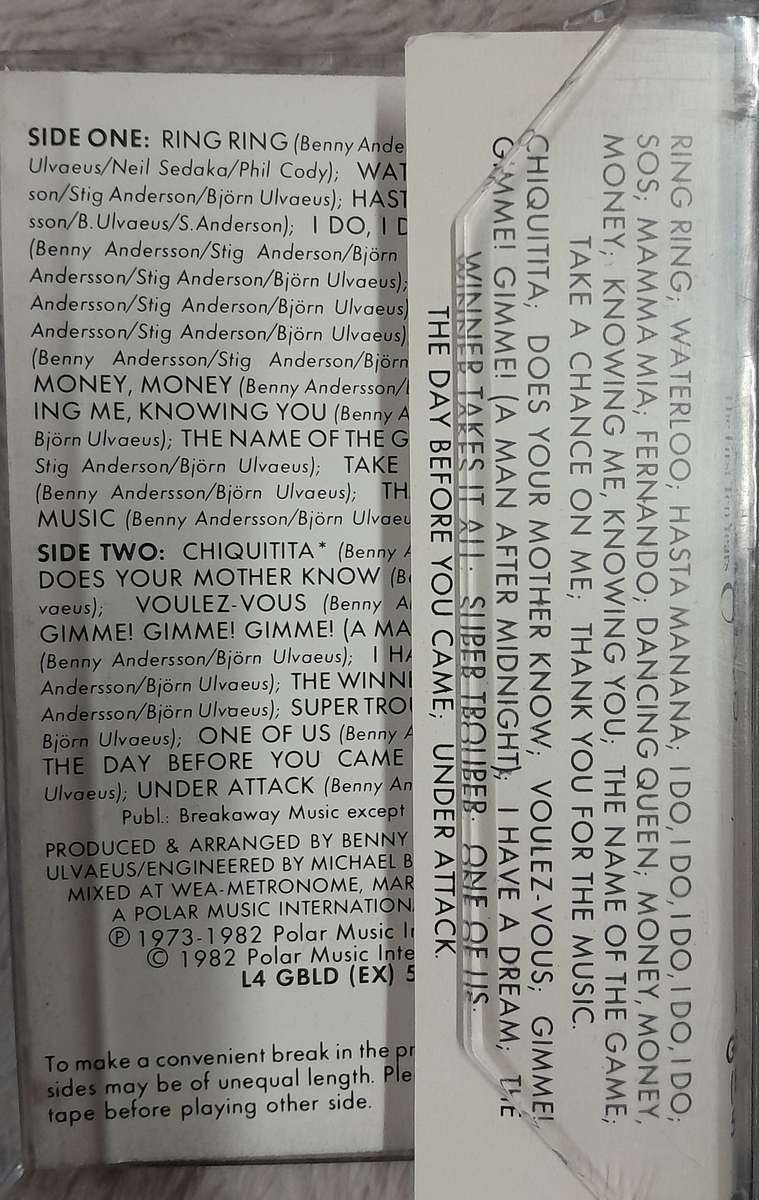 SIDE ONE: RING RING (Benny Ande
Ulvaeus/Neil Sedaka/Phil Cody); WAT
son/Stig Anderson/Björn Ulvaeus); HAST
sson/B.Ulvaeus/S.Anderson); I DO, I D
(Benny Andersson/Stig Anderson/Björn
Andersson/Stig Anderson/Björn Ulvaeus);
Andersson/Stig Anderson/Björn Ulvaeus)
Andersson/Stig Anderson/Björn Ulvaeus)
(Benny Andersson/Stig Anderson/Björn
MONEY, MONEY (Benny Andersson/
ING ME, KNOWING YOU (Benny A
Björn Ulvaeus); THE NAME OF THE G
Stig Anderson/Björn Ulvaeus); TAKE
(Benny Andersson/Björn Ulvaeus); TH
MUSIC (Benny Andersson/Björn Ulvaeu
SIDE TWO: CHIQUITITA* (Benny A
DOES YOUR MOTHER KNOW (B
vaeus); VOULEZ-VOUS (Benny A
GIMME! GIMME! GIMME! (A MA
(Benny Andersson/Björn Ulvaeus); I HA
Andersson/Björn Ulvaeus); THE WINNE
Andersson/Björn Ulvaeus); SUPER TROU
Björn Ulvaeus); ONE OF US (Benny A
THE DAY BEFORE YOU CAME
Ulvaeus); UNDER ATTACK (Benny An
Publ.: Breakaway Music except
PRODUCED & ARRANGED BY BENNY
ULVAEUS/ENGINEERED BY MICHAEL B
MIXED AT WEA-METRONOME, MAR
A POLAR MUSIC INTERNATION
Ⓟ 1973-1982 Polar Music I
© 1982 Polar Music Inte
L4 GBLD (EX) 5
To make a convenient break in the pr
sides may be of unequal length. Ple
tape before playing other side.
RING RING; WATERLOO; HASTA MANANA; I DO, I DO, I DO, I DO, I DO;
SOS; MAMMA MIA; FERNANDO; DANCING QUEEN; MONEY, MONEY,
MONEY; KNOWING ME, KNOWING YOU; THE NAME OF THE GAME;
TAKE A CHANCE ON ME; THANK YOU FOR THE MUSIC.
CHIQUITITA; DOES YOUR MOTHER KNOW; VOULEZ-VOUS; GIMME!
GIMME! GIMME! (A MAN AFTER MIDNIGHT); I HAVE A DREAM; THE
WINNER TAKES IT ALL; SUPER TROUPER; ONE OF US;
THE DAY BEFORE YOU CAME; UNDER ATTACK.
The First Ten Years